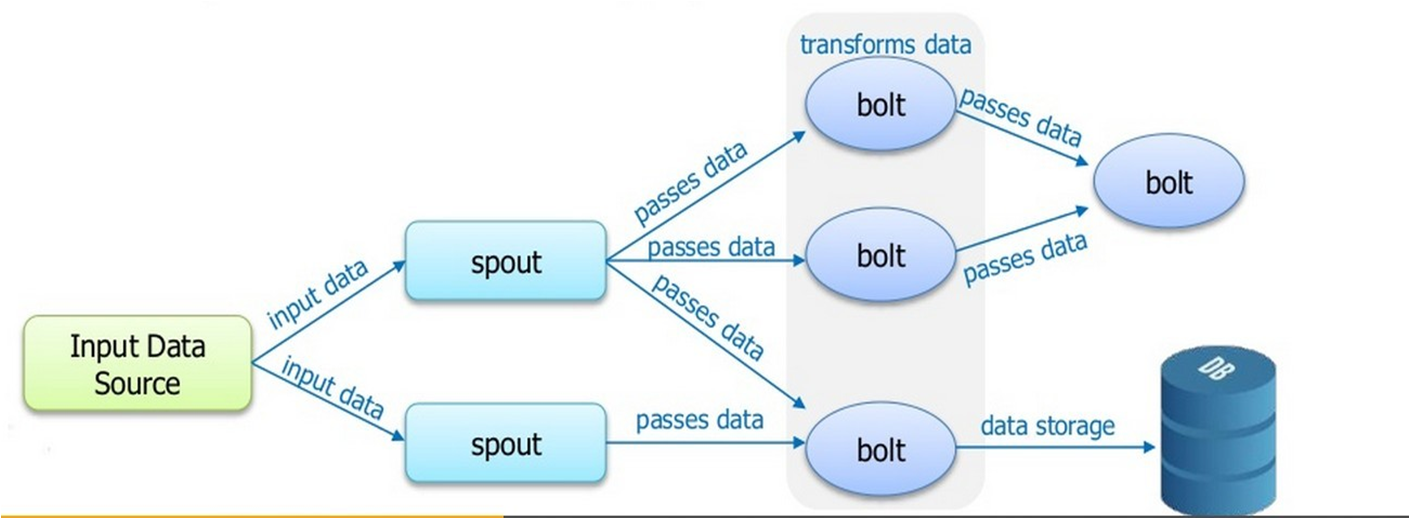 transforms data
bolt
passes data
bolt
passes data
passes data
bolt
passes data
spout
passes data
input data
Input Data
Source
input data
spout
passes data
bolt
data storage
DB